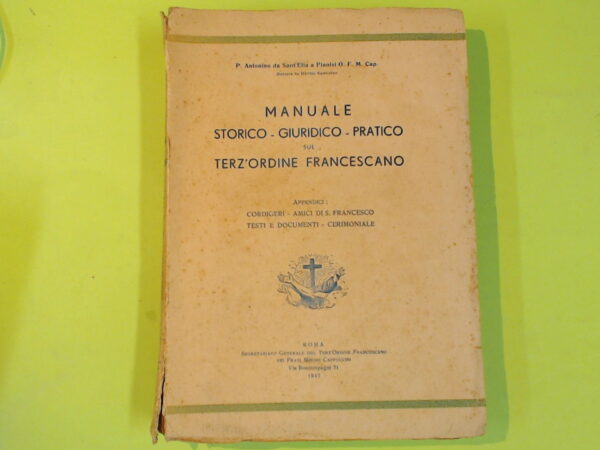 P. Antonino da Sant'Elia a Pianisi O. F. M. Cap.
MANUALE
STORICO - GIURIDICO - PRATICO
SUL
TERZ'ORDINE FRANCESCANO
APPENDICI:
CORDIGERI - AMICI DI S. FRANCESCO
TESTI E DOCUMENTI - CERIMONIALE
ROMA
SEGRETARIATO GENERALE DEL TERZ'ORDINE FRANCESCANO
DEI FRATI MINORI CAPPUCCINI
Via Boncompagni 71